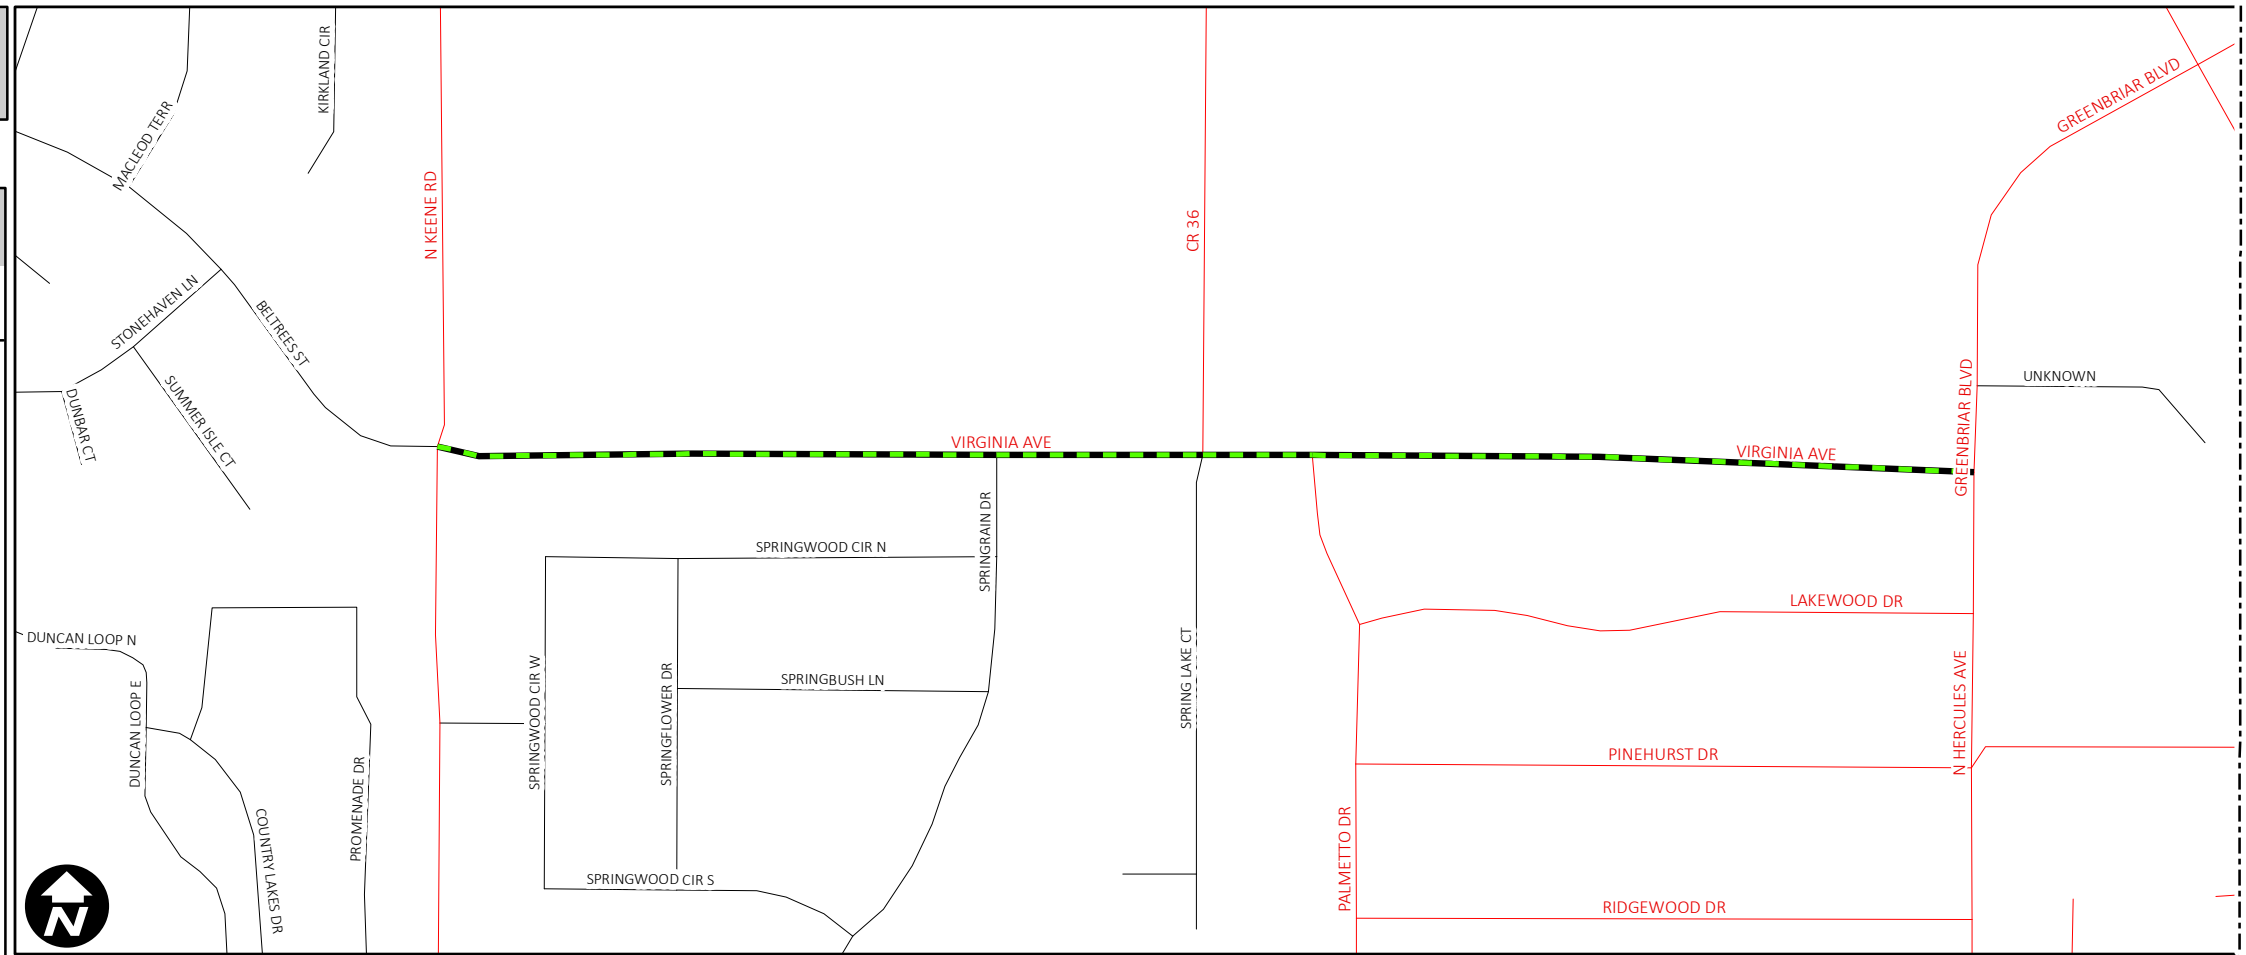 KIRKLAND CIR
GREENBRIAR BLVD
MACLEOD TERR
N KEENE RD
CR 36
STONEHAVEN LN
BELTREES ST
GREENBRIAR BLVD
UNKNOWN
DUNBAR CT
SUMMER ISLE CT
VIRGINIA AVE
VIRGINIA AVE
SPRINGRAIN DR
SPRINGWOOD CIR N
LAKEWOOD DR
DUNCAN LOOP N
SPRING LAKE CT
SPRINGBUSH LN
DUNCAN LOOP E
SPRINGWOOD CIR W
SPRINGFLOWER DR
N HERCULES AVE
PINEHURST DR
PROMENADE DR
COUNTRY LAKES DR
PALMETTO DR
SPRINGWOOD CIR S
RIDGEWOOD DR
N